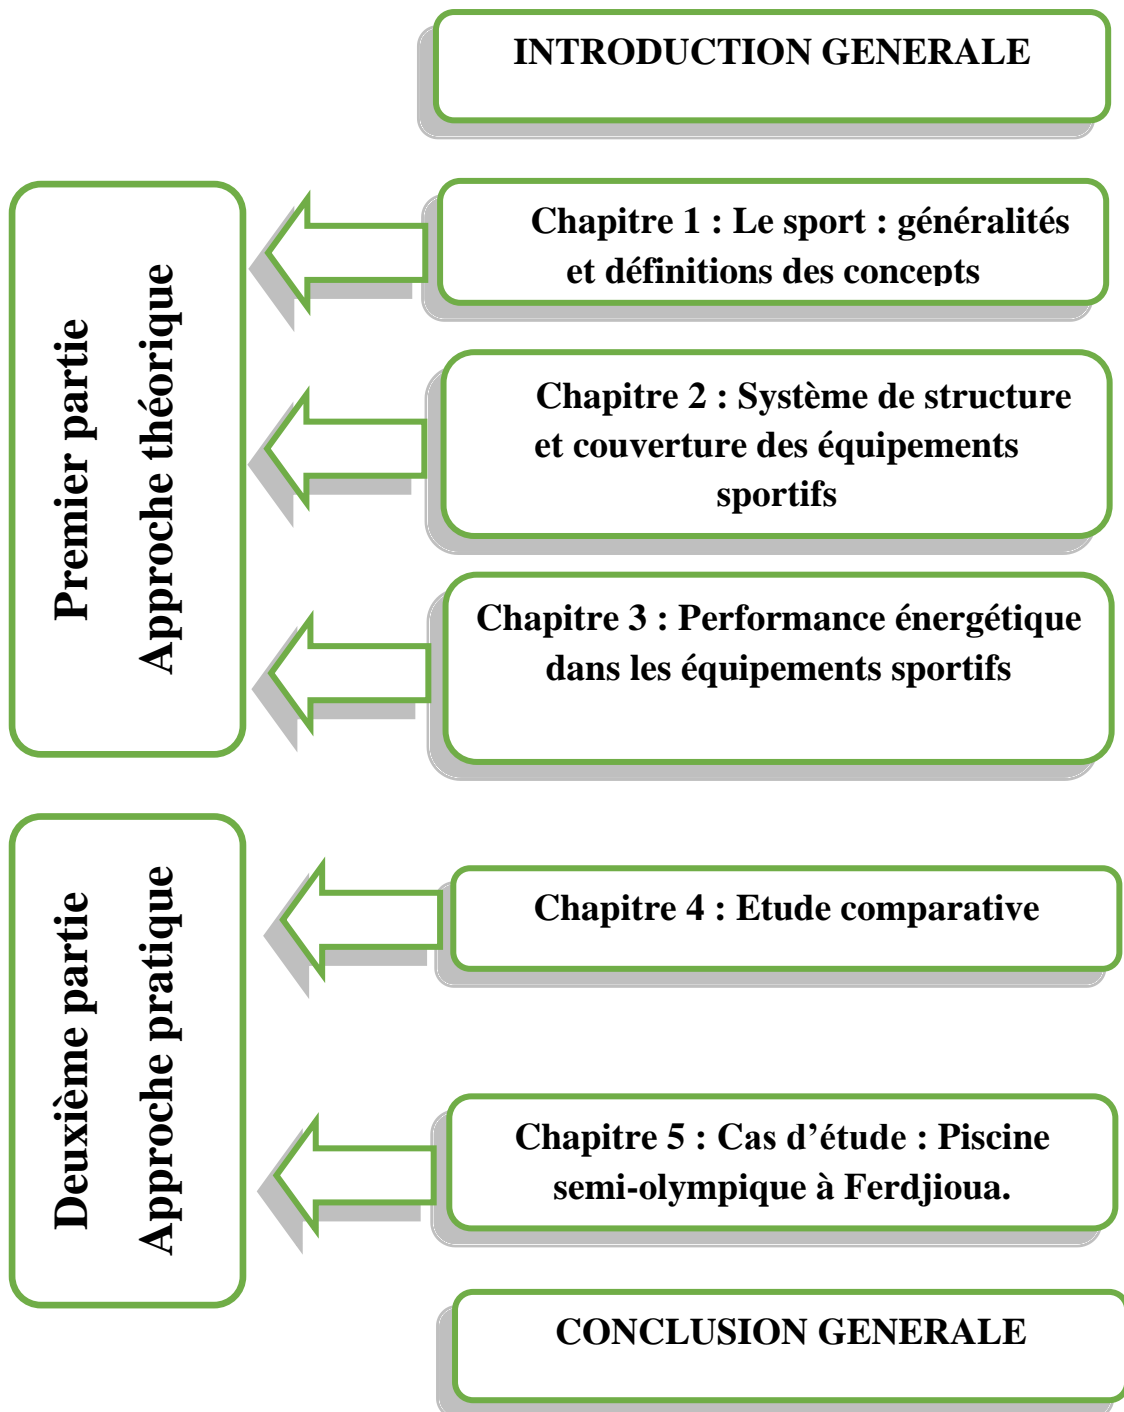 INTRODUCTION GENERALE
Premier partie
Approche théorique
Chapitre 1 : Le sport : généralités
et définitions des concepts
Chapitre 2 : Système de structure
et couverture des équipements
sportifs
Chapitre 3 : Performance énergétique
dans les équipements sportifs
Deuxième partie
Approche pratique
Chapitre 4 : Etude comparative
Chapitre 5 : Cas d’étude : Piscine
semi-olympique à Ferdjioua.
CONCLUSION GENERALE